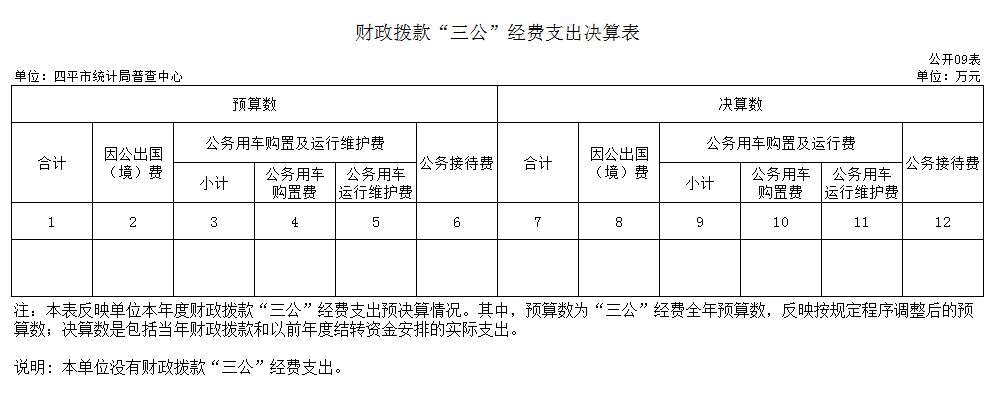 财政拨款“三公”经费支出决算表
公开09表
单位：四平市统计局普查中心
单位：万元
预算数
决算数
合计
因公出国
（境）费
公务用车购置及运行维护费
公务接待费
合计
因公出国
（境）费
公务用车购置及运行费
公务接待费
小计
公务用车
购置费
公务用车
运行维护费
小计
公务用车
购置费
公务用车
运行维护费
1 2 3 4 5 6 7 8 9 10 11 12
注：本表反映单位本年度财政拨款“三公”经费支出预决算情况。其中，预算数为“三公”经费全年预算数，反映按规定程序调整后的预
算数；决算数是包括当年财政拨款和以前年度结转资金安排的实际支出。
说明：本单位没有财政拨款“三公”经费支出。